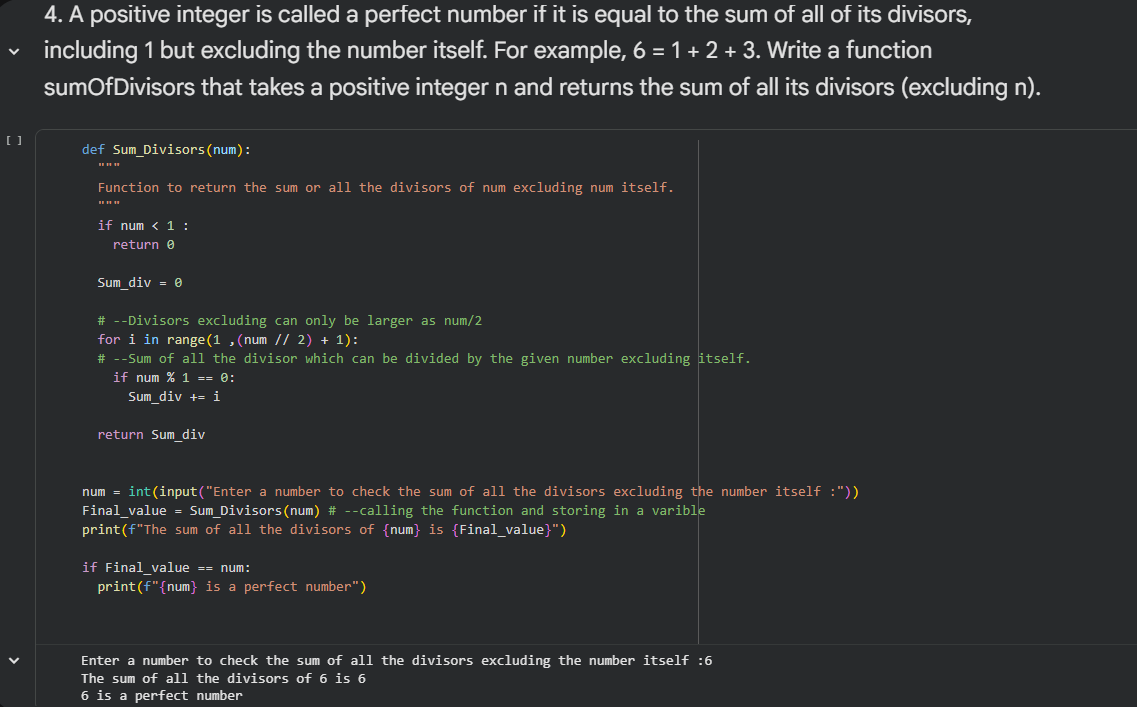 4. A positive integer is called a perfect number if it is equal to the sum of all of its divisors,
including 1 but excluding the number itself. For example, 6 = 1 + 2 + 3. Write a function
sumOfDivisors that takes a positive integer n and returns the sum of all its divisors (excluding n).
[ ]
def Sum_Divisors(num):
  """
  Function to return the sum or all the divisors of num excluding num itself.
  """
  if num < 1 :
    return 0
  Sum_div = 0
  # --Divisors excluding can only be larger as num/2
  for i in range(1 ,(num // 2) + 1):
  # --Sum of all the divisor which can be divided by the given number excluding itself.
    if num % 1 == 0:
      Sum_div += i
  return Sum_div
num = int(input("Enter a number to check the sum of all the divisors excluding the number itself :"))
Final_value = Sum_Divisors(num) # --calling the function and storing in a varible
print(f"The sum of all the divisors of {num} is {Final_value}")
if Final_value == num:
  print(f"{num} is a perfect number")
Enter a number to check the sum of all the divisors excluding the number itself :6
The sum of all the divisors of 6 is 6
6 is a perfect number